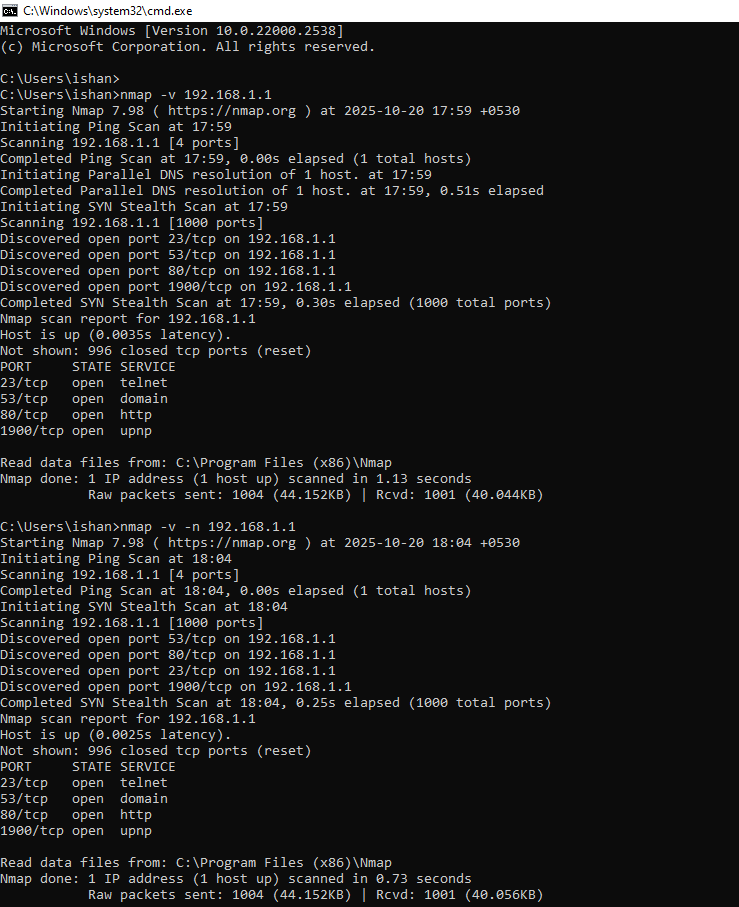 C:\Windows\system32\cmd.exe
Microsoft Windows [Version 10.0.22000.2538]
(c) Microsoft Corporation. All rights reserved.

C:\Users\ishan>
C:\Users\ishan>nmap -v 192.168.1.1
Starting Nmap 7.98 ( https://nmap.org ) at 2025-10-20 17:59 +0530
Initiating Ping Scan at 17:59
Scanning 192.168.1.1 [4 ports]
Completed Ping Scan at 17:59, 0.00s elapsed (1 total hosts)
Initiating Parallel DNS resolution of 1 host. at 17:59
Completed Parallel DNS resolution of 1 host. at 17:59, 0.51s elapsed
Initiating SYN Stealth Scan at 17:59
Scanning 192.168.1.1 [1000 ports]
Discovered open port 23/tcp on 192.168.1.1
Discovered open port 53/tcp on 192.168.1.1
Discovered open port 80/tcp on 192.168.1.1
Discovered open port 1900/tcp on 192.168.1.1
Completed SYN Stealth Scan at 17:59, 0.30s elapsed (1000 total ports)
Nmap scan report for 192.168.1.1
Host is up (0.0035s latency).
Not shown: 996 closed tcp ports (reset)
PORT     STATE SERVICE
23/tcp   open  telnet
53/tcp   open  domain
80/tcp   open  http
1900/tcp open  upnp

Read data files from: C:\Program Files (x86)\Nmap
Nmap done: 1 IP address (1 host up) scanned in 1.13 seconds
           Raw packets sent: 1004 (44.152KB) | Rcvd: 1001 (40.044KB)

C:\Users\ishan>nmap -v -n 192.168.1.1
Starting Nmap 7.98 ( https://nmap.org ) at 2025-10-20 18:04 +0530
Initiating Ping Scan at 18:04
Scanning 192.168.1.1 [4 ports]
Completed Ping Scan at 18:04, 0.00s elapsed (1 total hosts)
Initiating SYN Stealth Scan at 18:04
Scanning 192.168.1.1 [1000 ports]
Discovered open port 53/tcp on 192.168.1.1
Discovered open port 80/tcp on 192.168.1.1
Discovered open port 23/tcp on 192.168.1.1
Discovered open port 1900/tcp on 192.168.1.1
Completed SYN Stealth Scan at 18:04, 0.25s elapsed (1000 total ports)
Nmap scan report for 192.168.1.1
Host is up (0.0025s latency).
Not shown: 996 closed tcp ports (reset)
PORT     STATE SERVICE
23/tcp   open  telnet
53/tcp   open  domain
80/tcp   open  http
1900/tcp open  upnp

Read data files from: C:\Program Files (x86)\Nmap
Nmap done: 1 IP address (1 host up) scanned in 0.73 seconds
           Raw packets sent: 1004 (44.152KB) | Rcvd: 1001 (40.056KB)